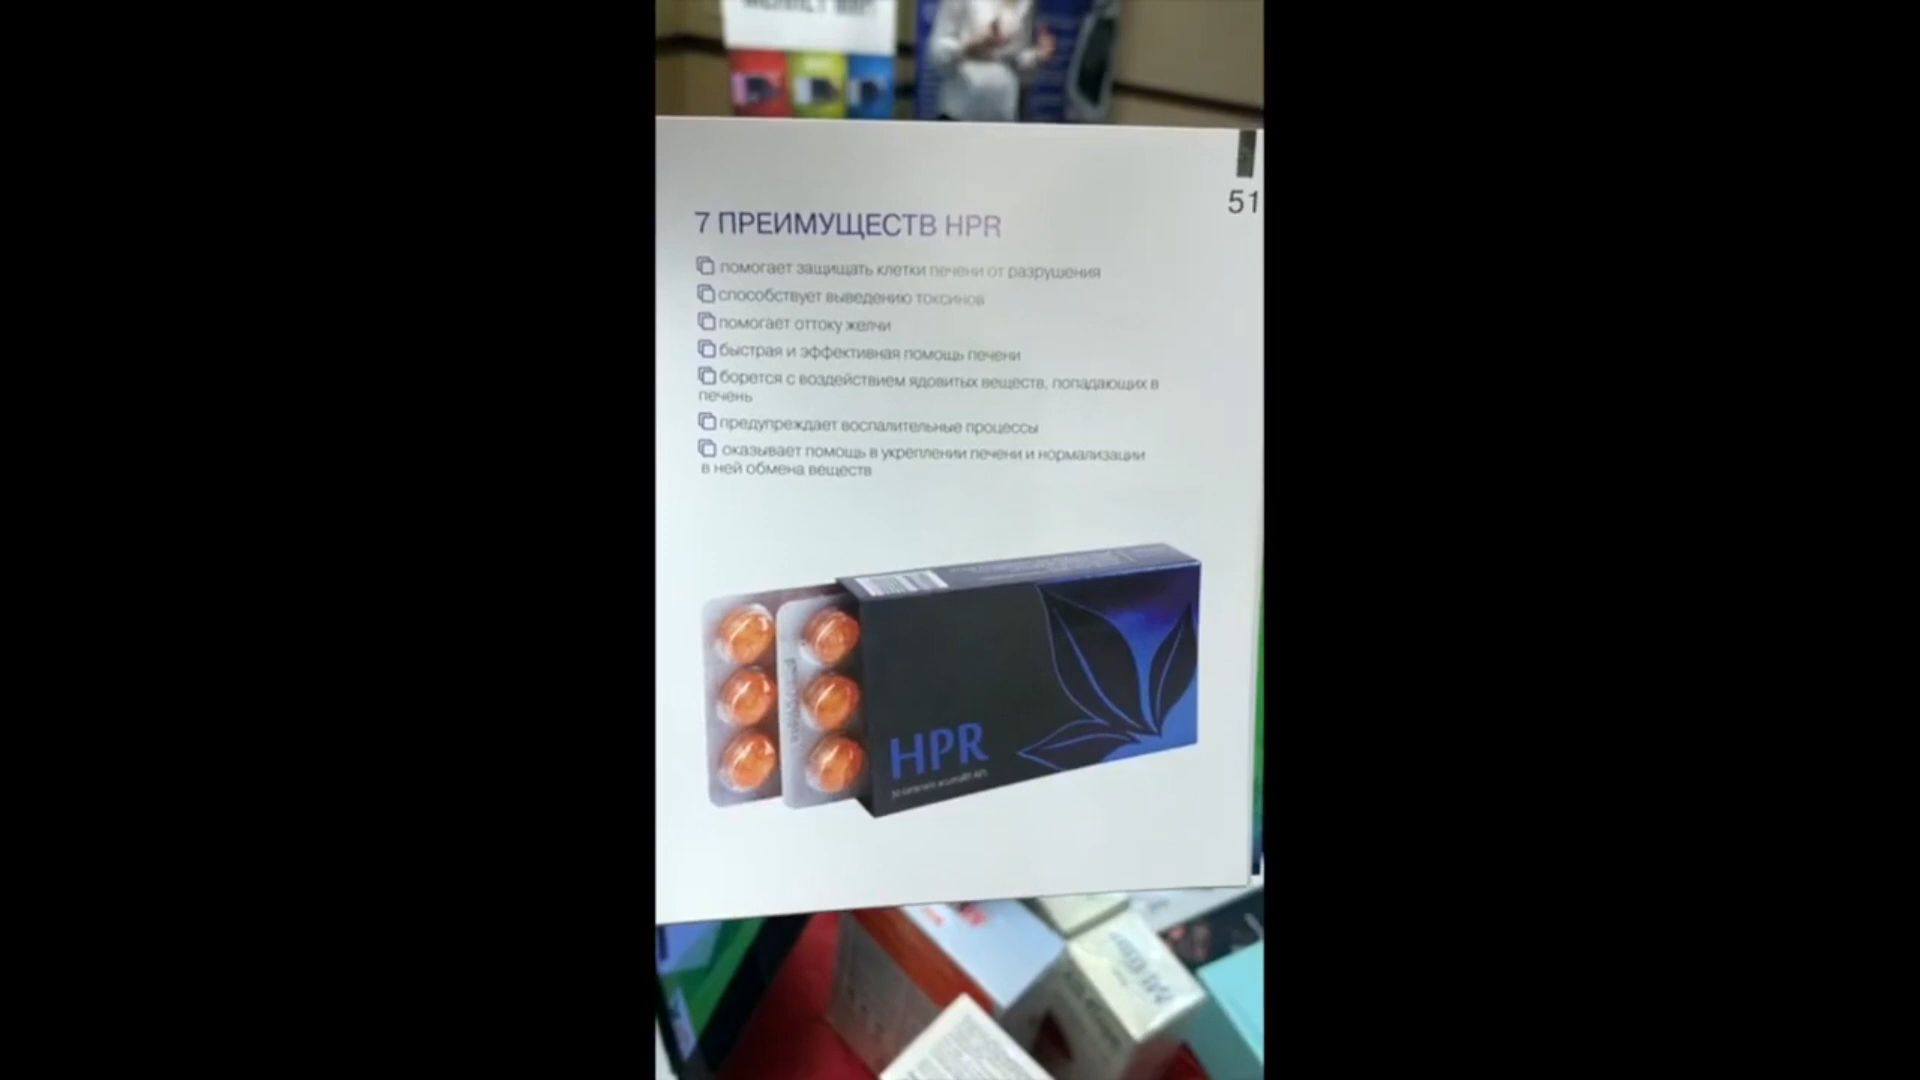 51
7 ПРЕИМУЩЕСТВ HPR
помогает защищать клетки печени от разрушения
способствует выведению токсинов
помогает оттоку желчи
быстрая и эффективная помощь печени
борется с воздействием ядовитых веществ, попадающих в
печень
предупреждает воспалительные процессы
оказывает помощь в укреплении печени и нормализации
в ней обмена веществ
HPR